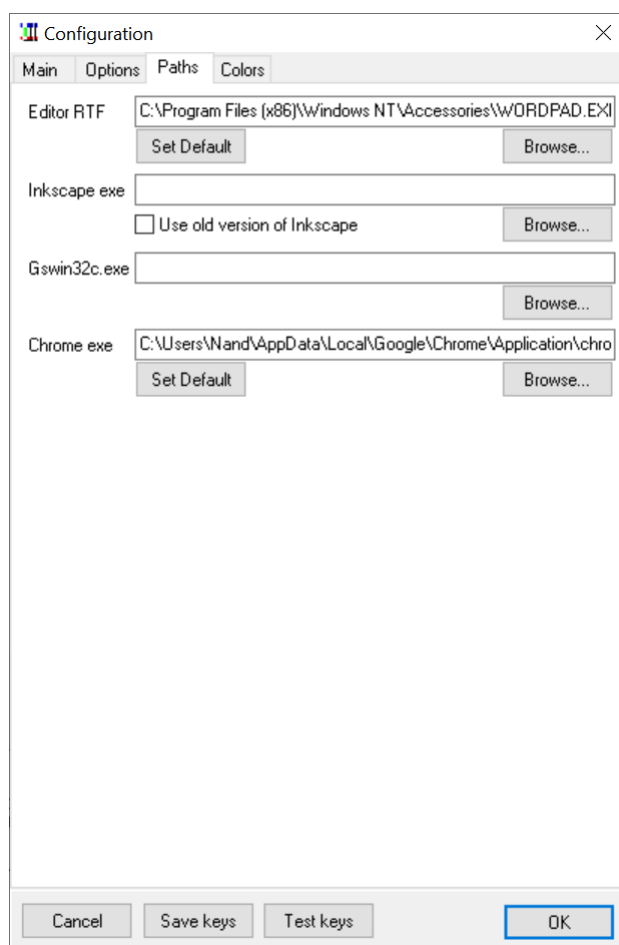 Configuration
Main Options Paths Colors
Editor RTF C:\Program Files (x86)\Windows NT\Accessories\WORDPAD.EXE
Set Default Browse...
Inkscape exe
Use old version of Inkscape Browse...
Gswin32c.exe
Browse...
Chrome exe C:\Users\Nand\AppData\Local\Google\Chrome\Application\chro
Set Default Browse...
Cancel Save keys Test keys OK